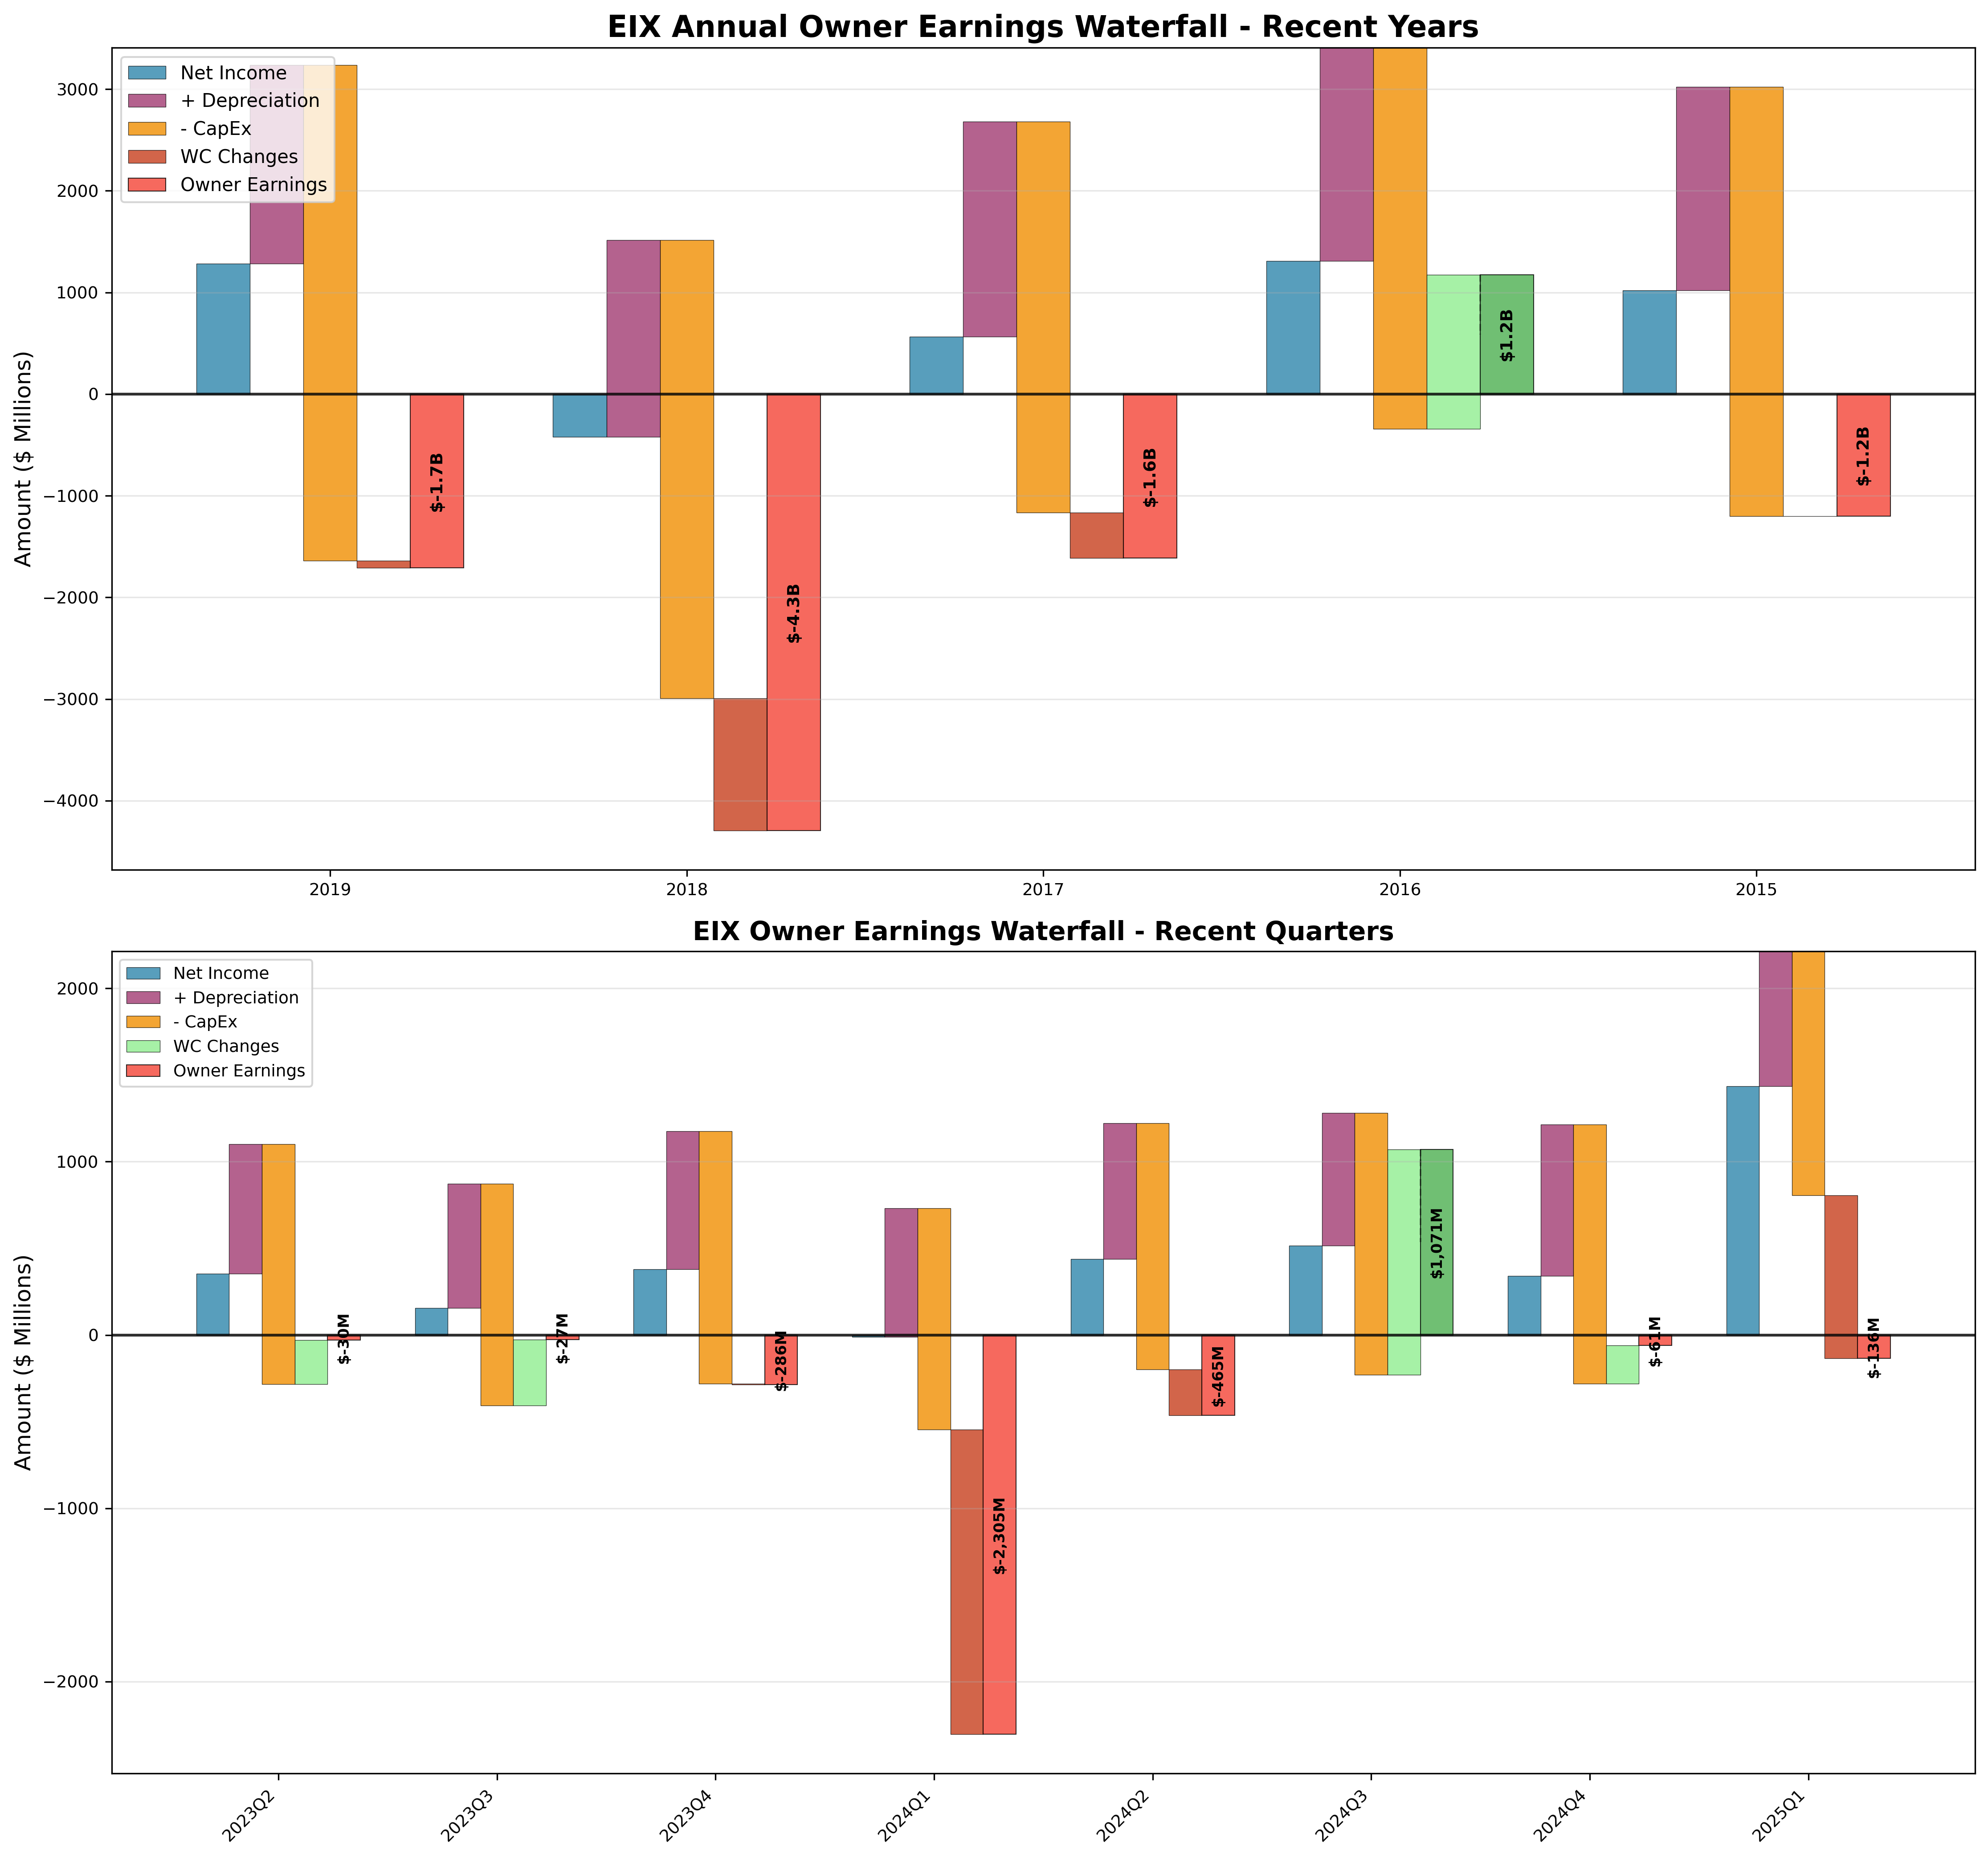 EIX Annual Owner Earnings Waterfall - Recent Years
Amount ($ Millions)
3000
2000
1000
0
−1000
−2000
−3000
−4000
Net Income
+ Depreciation
- CapEx
WC Changes
Owner Earnings
$-1.7B
$-4.3B
$-1.6B
$1.2B
$-1.2B
2019
2018
2017
2016
2015
EIX Owner Earnings Waterfall - Recent Quarters
Amount ($ Millions)
2000
1000
0
−1000
−2000
Net Income
+ Depreciation
- CapEx
WC Changes
Owner Earnings
$-30M
$-27M
$-286M
$-2,305M
$-465M
$1,071M
$-61M
$-136M
2023Q2
2023Q3
2023Q4
2024Q1
2024Q2
2024Q3
2024Q4
2025Q1